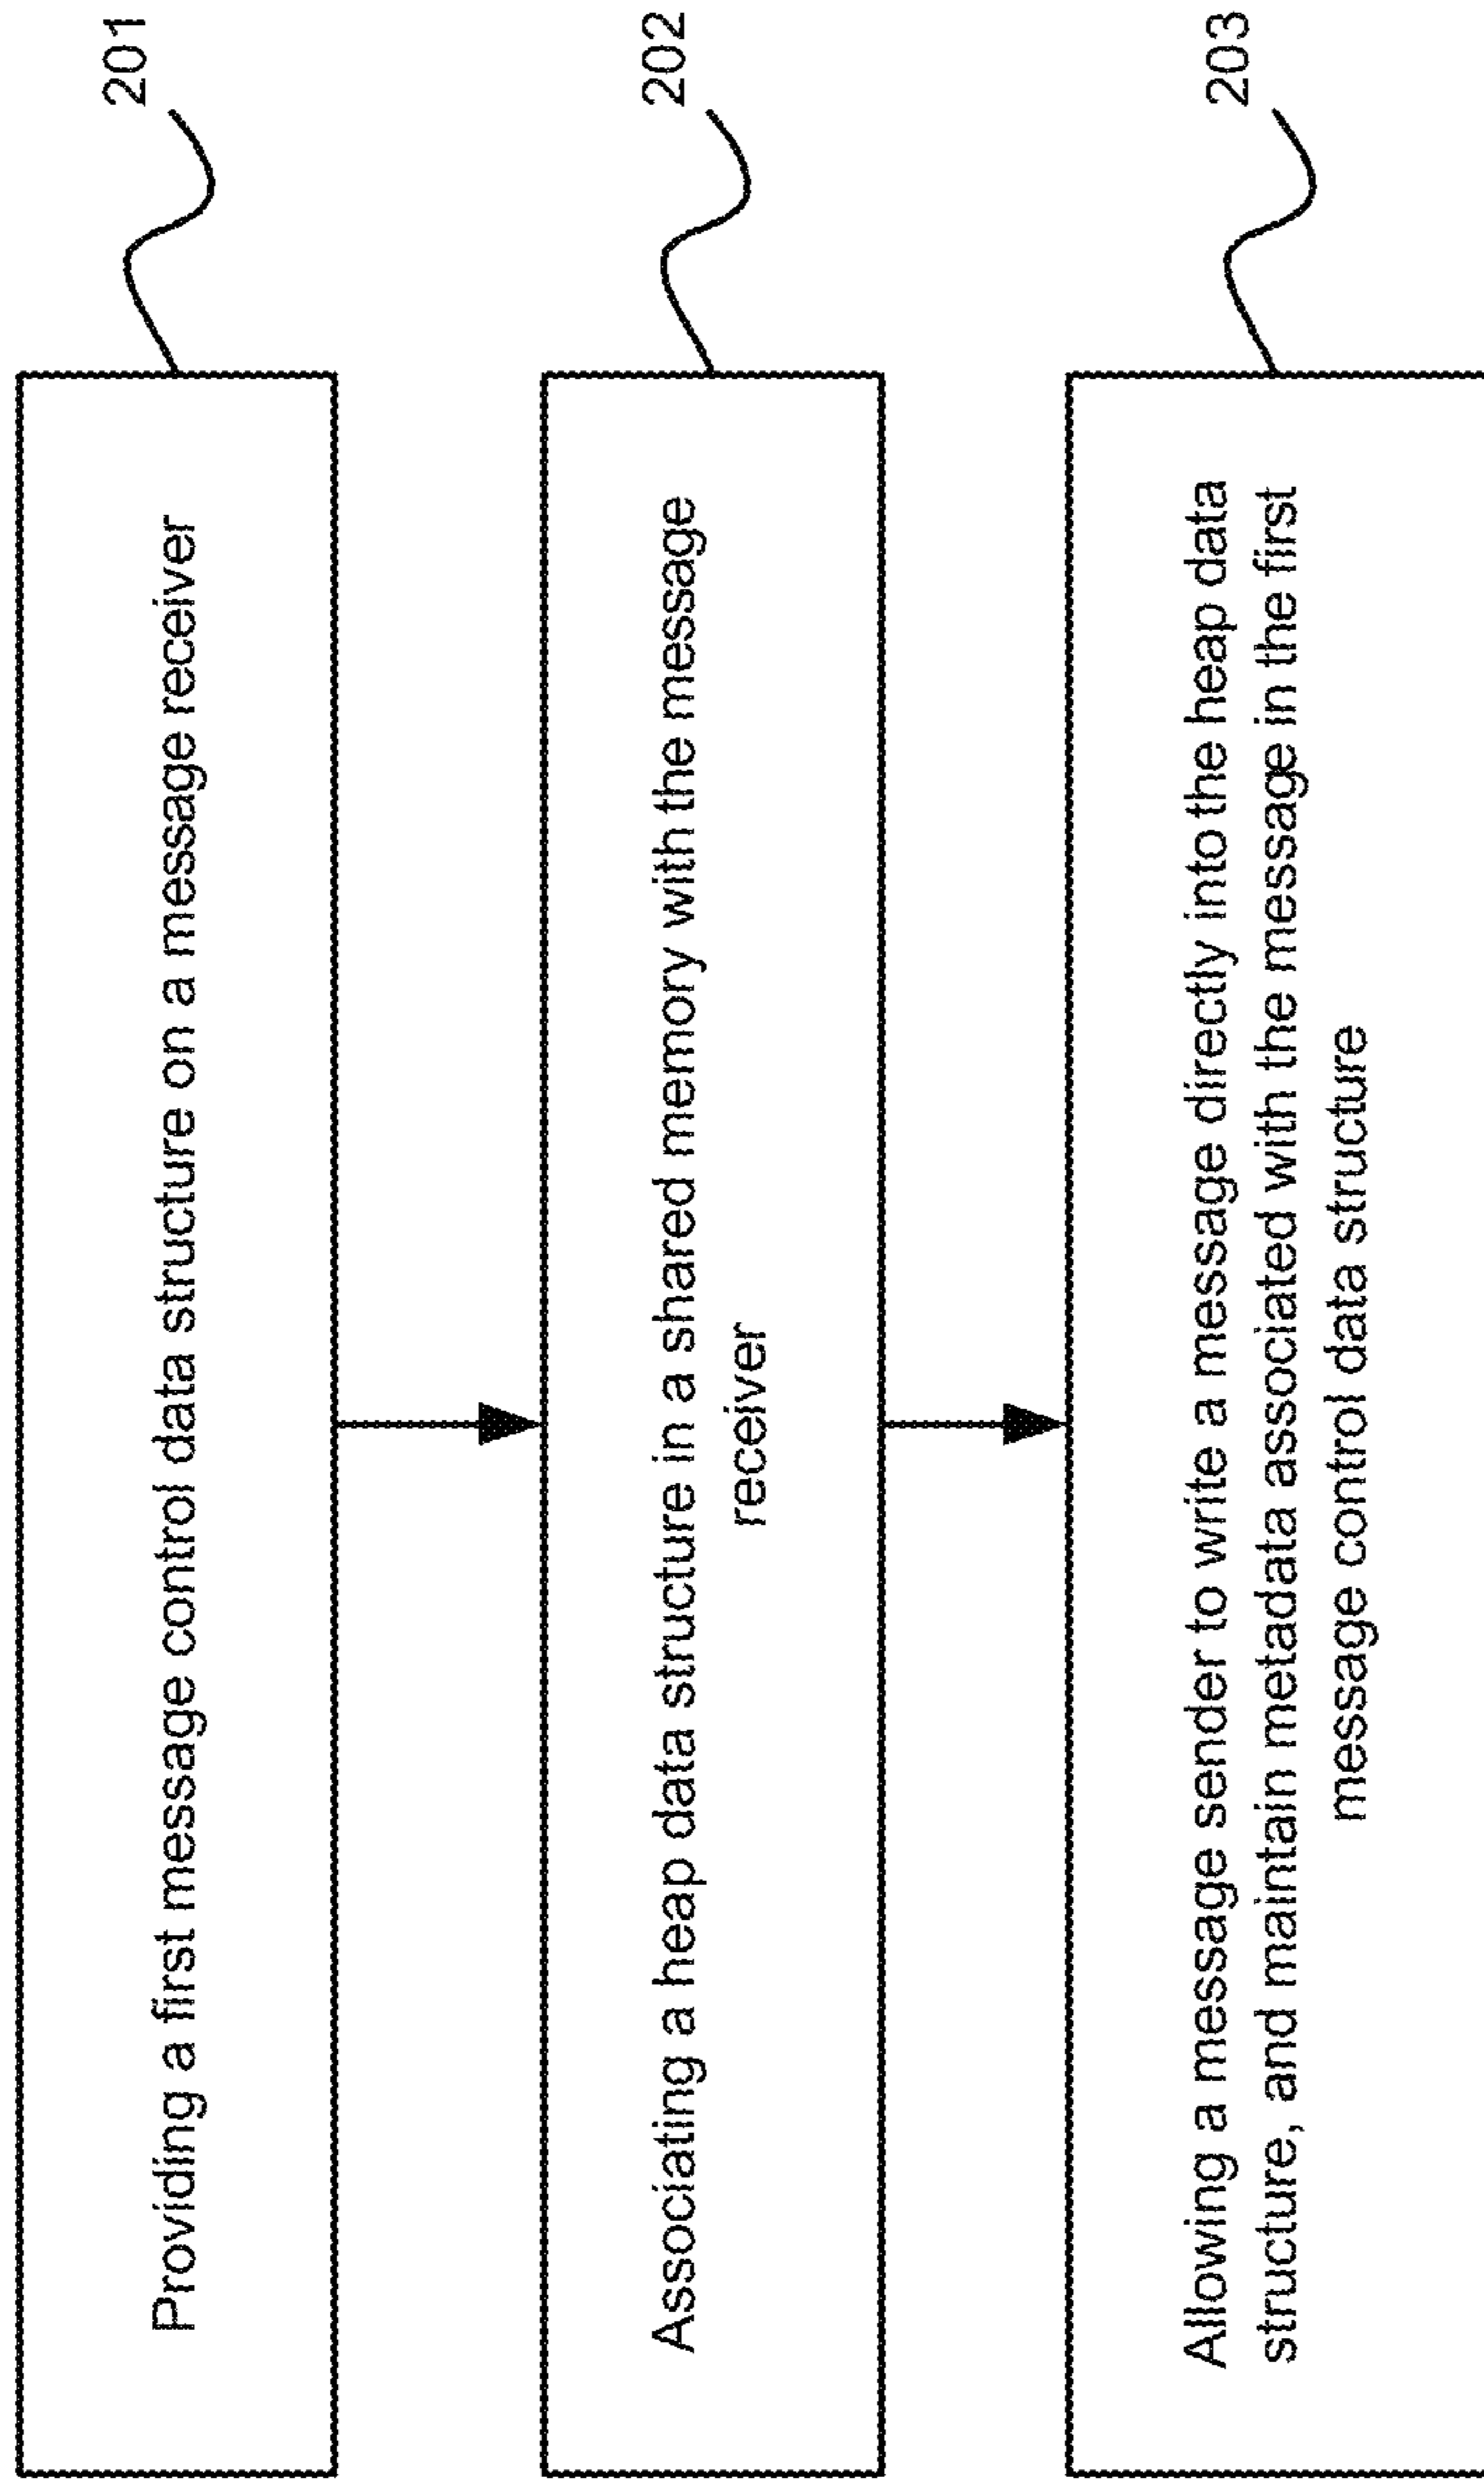 Providing a first message control data structure on a message receiver
201
Associating a heap data structure in a shared memory with the message
receiver
202
Allowing a message sender to write a message directly into the heap data
structure, and maintain metadata associated with the message in the first
message control data structure
203